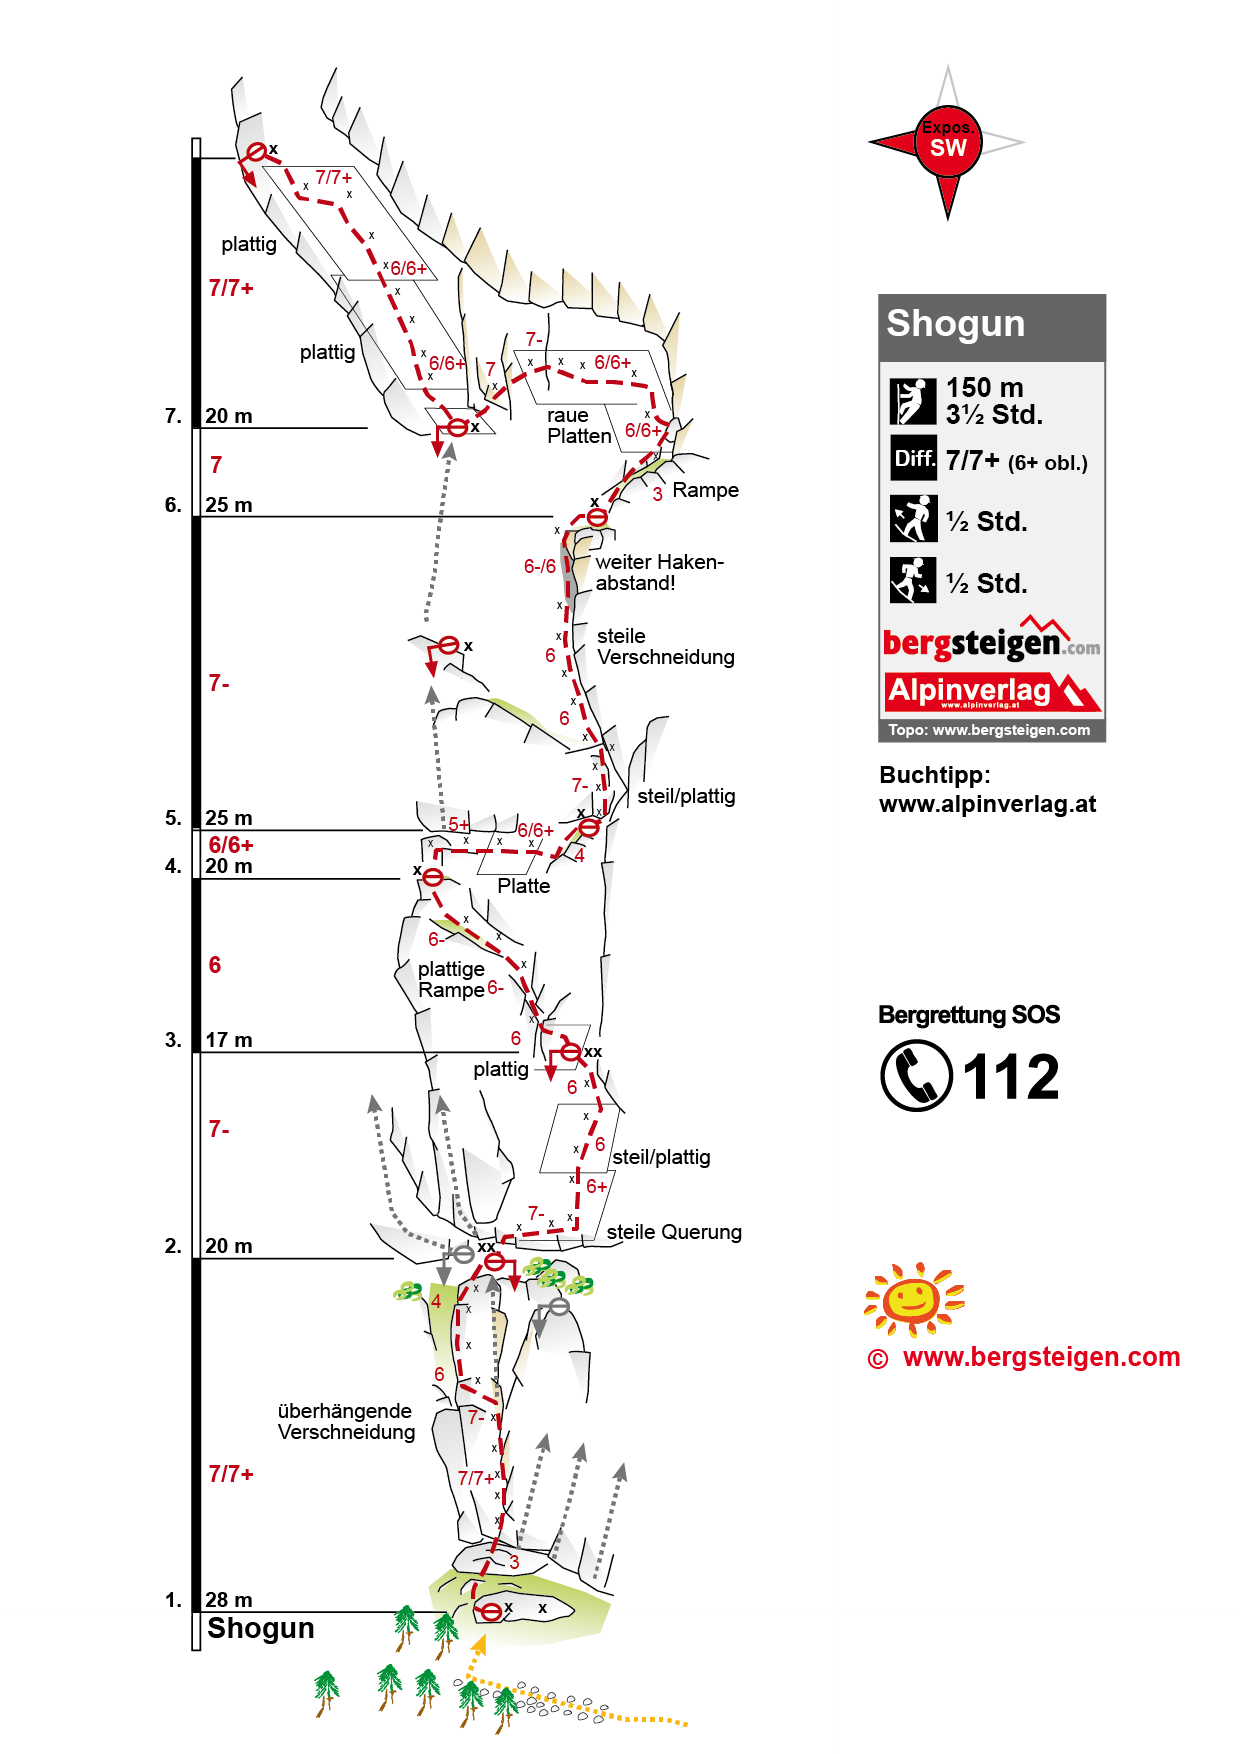 x
7/7+
plattig
6/6+
7/7+
plattig
6/6+
7
7-
6/6+
raue
Platten
6/6+
7. 20 m
x
7
3 Rampe
6. 25 m
x
6-/6
weiter Haken-
abstand!
steile
Verschneidung
6
x
7-
6
7-
steil/plattig
x
5. 25 m
5+
6/6+
6/6+
4
4. 20 m
x
Platte
6-
6
plattige
Rampe
6-
6
3. 17 m
xx
plattig
6
7-
6
steil/plattig
6+
7-
steile Querung
2. 20 m
xx
4
6
überhängende
Verschneidung
7-
7/7+
7/7+
3
1. 28 m
x
x
Shogun
Expos.
SW
Shogun
150 m
3½ Std.
Diff. 7/7+ (6+ obl.)
½ Std.
½ Std.
bergsteigen.com
Alpinverlag
www.alpinverlag.at
Topo: www.bergsteigen.com
Buchtipp:
www.alpinverlag.at
Bergrettung SOS
112
© www.bergsteigen.com